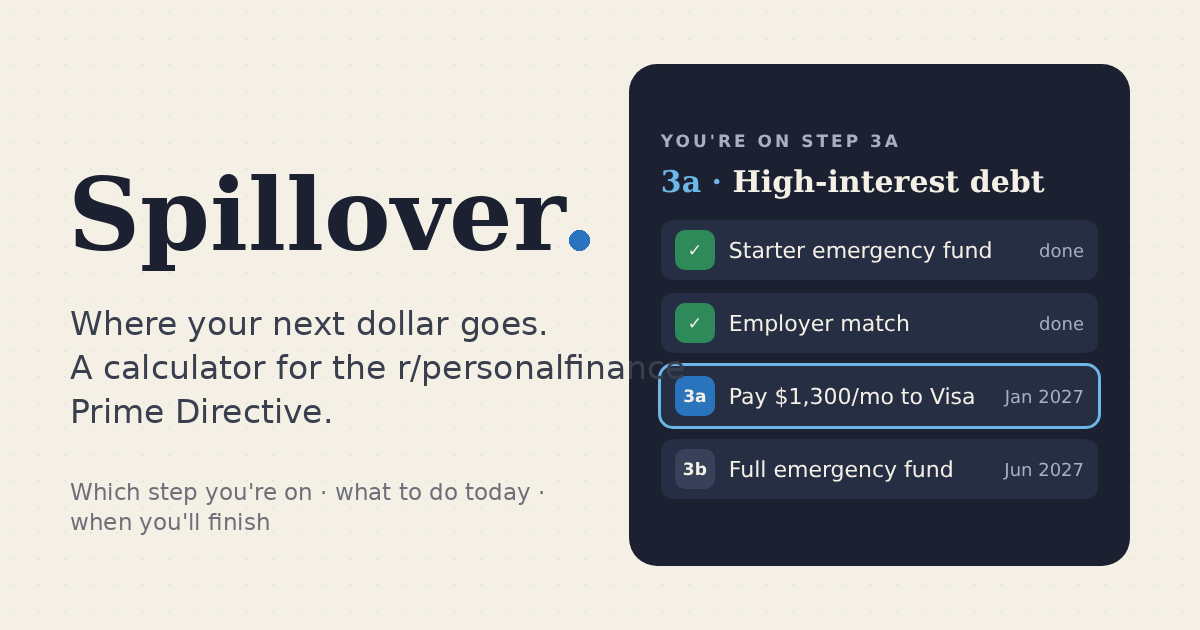 Spillover.
Where your next dollar goes.
A calculator for the r/personalfinance
Prime Directive.
Which step you're on · what to do today ·
when you'll finish
YOU'RE ON STEP 3A
3a · High-interest debt
✓ Starter emergency fund done
✓ Employer match done
3a Pay $1,300/mo to Visa Jan 2027
3b Full emergency fund Jun 2027